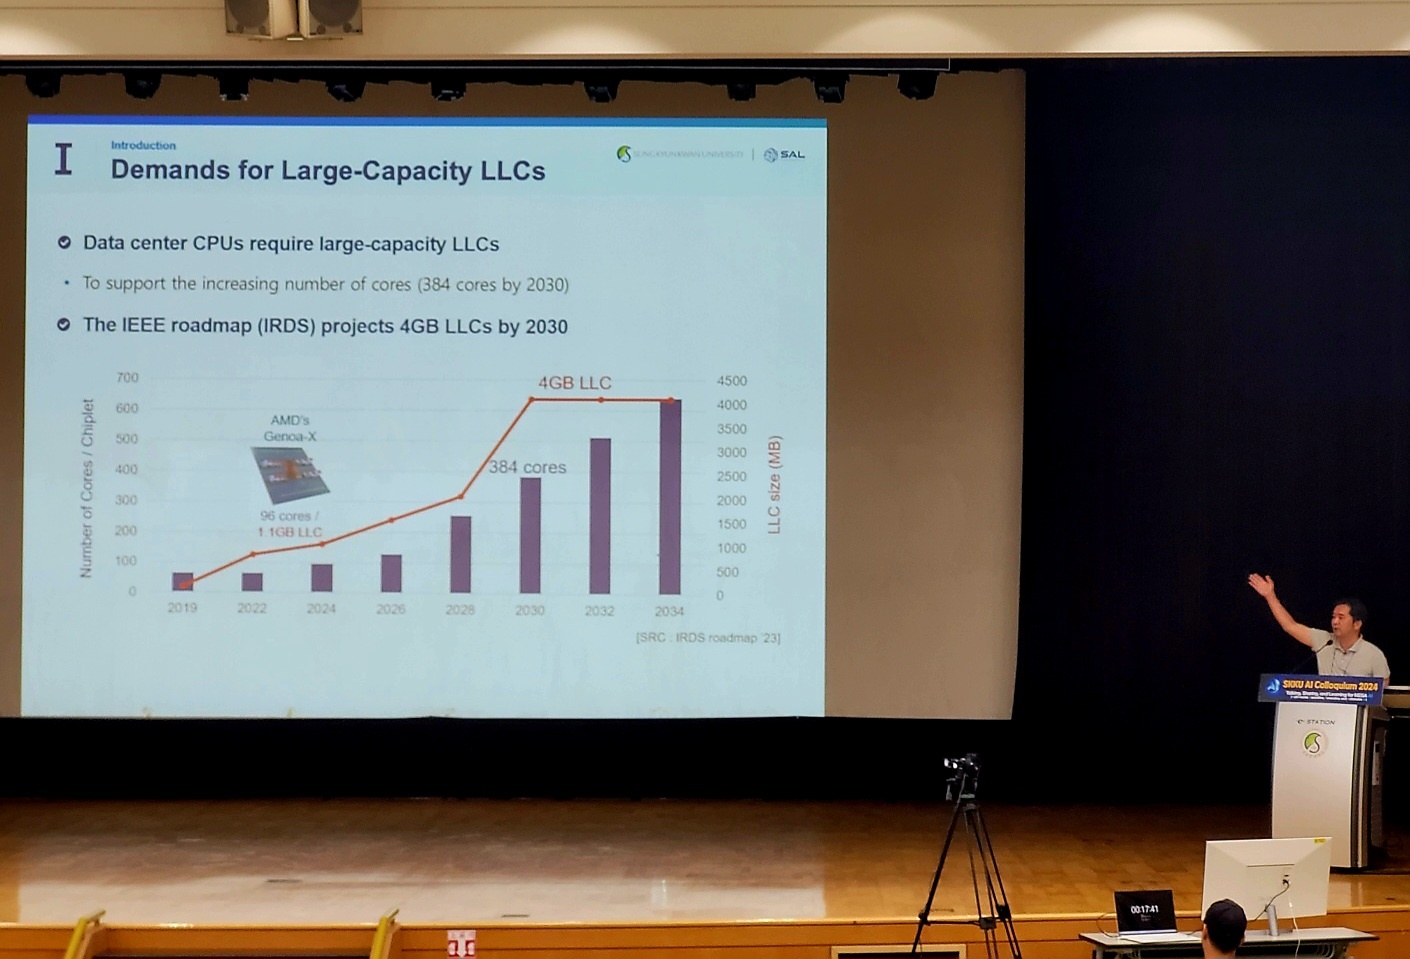 Introduction
I Demands for Large-Capacity LLCs
SUNGKYUNKWAN UNIVERSITY | SAL
Data center CPUs require large-capacity LLCs
• To support the increasing number of cores (384 cores by 2030)
The IEEE roadmap (IRDS) projects 4GB LLCs by 2030
Number of Cores / Chiplet
700
600
500
400
300
200
100
0
AMD's
Genoa-X
96 cores /
1.1GB LLC
4GB LLC
384 cores
4500
4000
3500
3000
2500
2000
1500
1000
500
0
LLC size (MB)
2019 2022 2024 2026 2028 2030 2032 2034
[SRC : IRDS roadmap '23]
SKKU AI Colloquium 2024
e-STATION
00:17:41